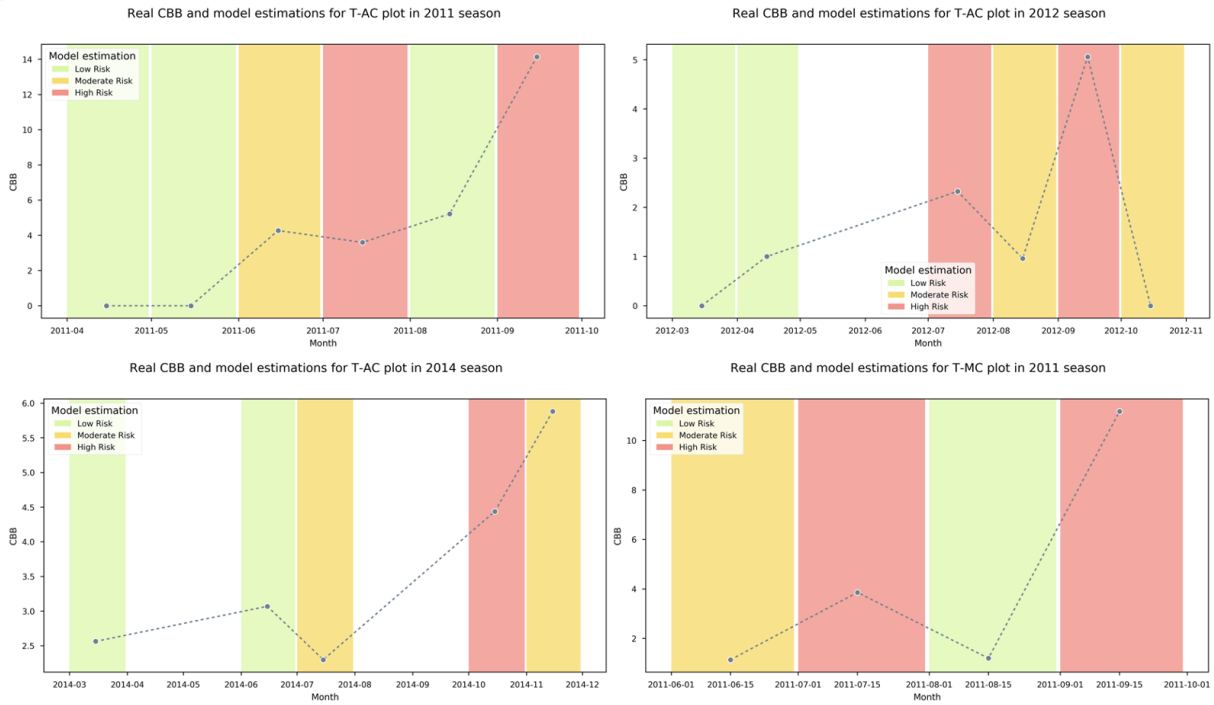 Real CBB and model estimations for T-AC plot in 2011 season
Model estimation
Low Risk
Moderate Risk
High Risk
14
12
10
8
6
4
2
0
CBB
2011-04 2011-05 2011-06 2011-07 2011-08 2011-09 2011-10
Month
Real CBB and model estimations for T-AC plot in 2012 season
5
4
3
2
1
0
CBB
Model estimation
Low Risk
Moderate Risk
High Risk
2012-03 2012-04 2012-05 2012-06 2012-07 2012-08 2012-09 2012-10 2012-11
Month
Real CBB and model estimations for T-AC plot in 2014 season
Model estimation
Low Risk
Moderate Risk
High Risk
6.0
5.5
5.0
4.5
4.0
3.5
3.0
2.5
CBB
2014-03 2014-04 2014-05 2014-06 2014-07 2014-08 2014-09 2014-10 2014-11 2014-12
Month
Real CBB and model estimations for T-MC plot in 2011 season
Model estimation
Low Risk
Moderate Risk
High Risk
10
8
6
4
2
CBB
2011-06-01 2011-06-15 2011-07-01 2011-07-15 2011-08-01 2011-08-15 2011-09-01 2011-09-15 2011-10-01
Month